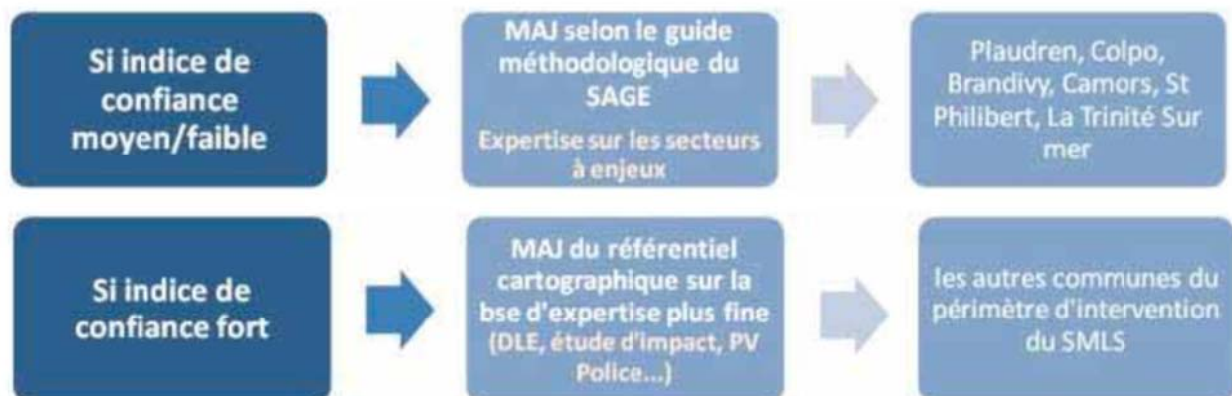 Si indice de
confiance
moyen/faible
MAJ selon le guide
méthodologique du
SAGE
Expertise sur les secteurs
à enjeux
Plaudren, Colpo,
Brandivy, Camors, St
Philibert, La Trinité Sur
mer
Si indice de
confiance fort
MAJ du référentiel
cartographique sur la
bse d'expertise plus fine
(DLE, étude d'impact, PV
Police...)
les autres communes du
périmètre d'intervention
du SMLS